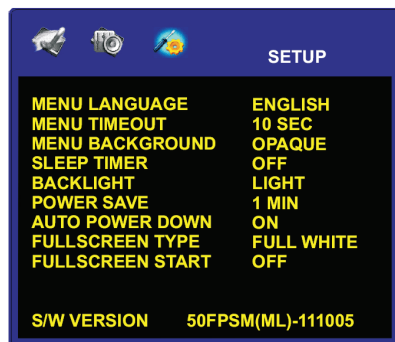 SETUP
MENU LANGUAGE ENGLISH
MENU TIMEOUT 10 SEC
MENU BACKGROUND OPAQUE
SLEEP TIMER OFF
BACKLIGHT LIGHT
POWER SAVE 1 MIN
AUTO POWER DOWN ON
FULLSCREEN TYPE FULL WHITE
FULLSCREEN START OFF
S/W VERSION 50FPSM(ML)-111005